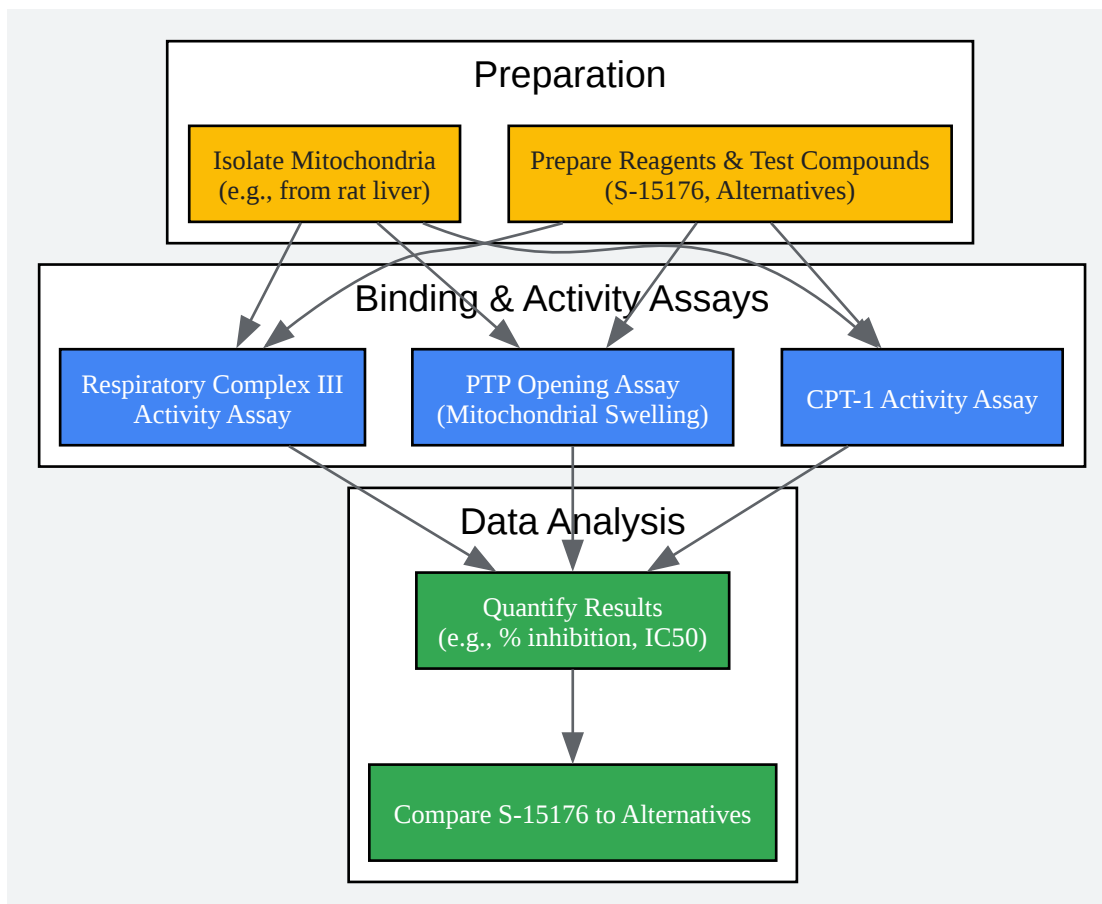 Preparation
Isolate Mitochondria
(e.g., from rat liver)
Prepare Reagents & Test Compounds
(S-15176, Alternatives)
Binding & Activity Assays
Respiratory Complex III
Activity Assay
PTP Opening Assay
(Mitochondrial Swelling)
CPT-1 Activity Assay
Data Analysis
Quantify Results
(e.g., % inhibition, IC50)
Compare S-15176 to Alternatives